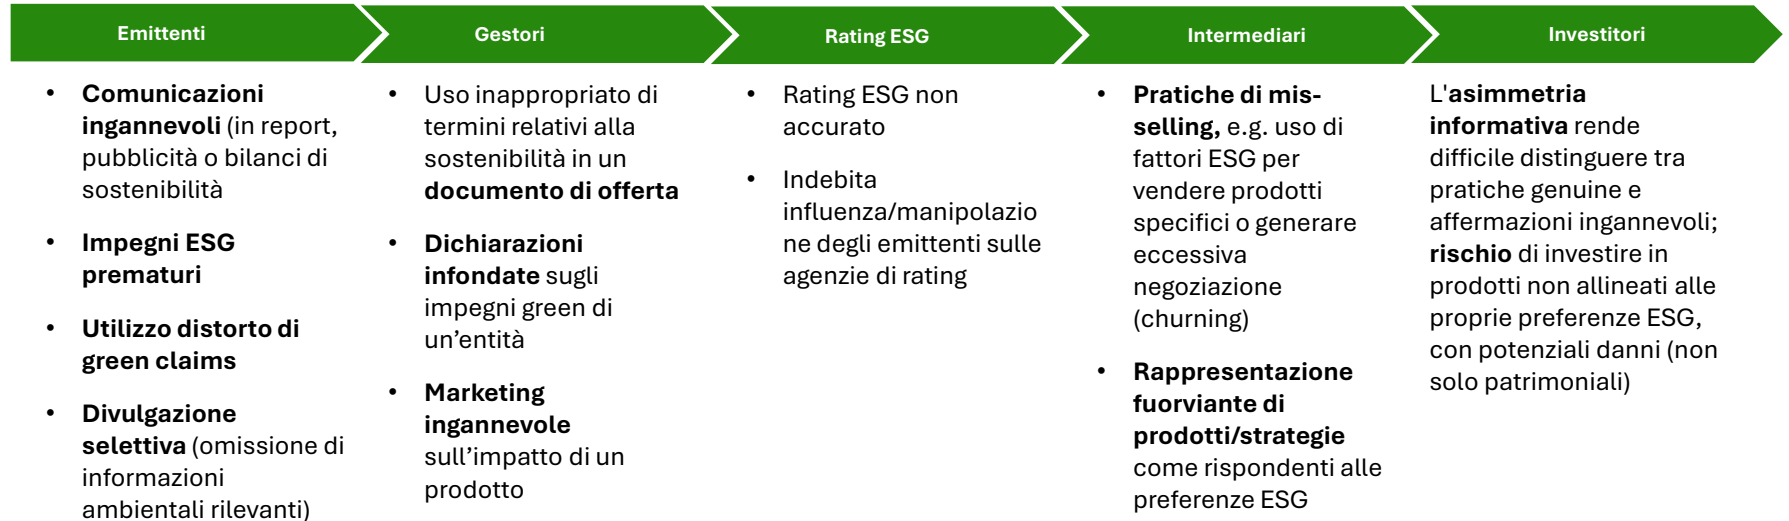 Emittenti
Gestori
Rating ESG
Intermediari
Investitori
• Comunicazioni
ingannevoli (in report,
pubblicità o bilanci di
sostenibilità
• Impegni ESG
prematuri
• Utilizzo distorto di
green claims
• Divulgazione
selettiva (omissione di
informazioni
ambientali rilevanti)
• Uso inappropriato di
termini relativi alla
sostenibilità in un
documento di offerta
• Dichiarazioni
infondate sugli
impegni green di
un’entità
• Marketing
ingannevole
sull’impatto di un
prodotto
• Rating ESG non
accurato
• Indebita
influenza/manipolazio
ne degli emittenti sulle
agenzie di rating
• Pratiche di mis-
selling, e.g. uso di
fattori ESG per
vendere prodotti
specifici o generare
eccessiva
negoziazione
(churning)
• Rappresentazione
fuorviante di
prodotti/strategie
come rispondenti alle
preferenze ESG
L'asimmetria
informativa rende
difficile distinguere tra
pratiche genuine e
affermazioni ingannevoli;
rischio di investire in
prodotti non allineati alle
proprie preferenze ESG,
con potenziali danni (non
solo patrimoniali)